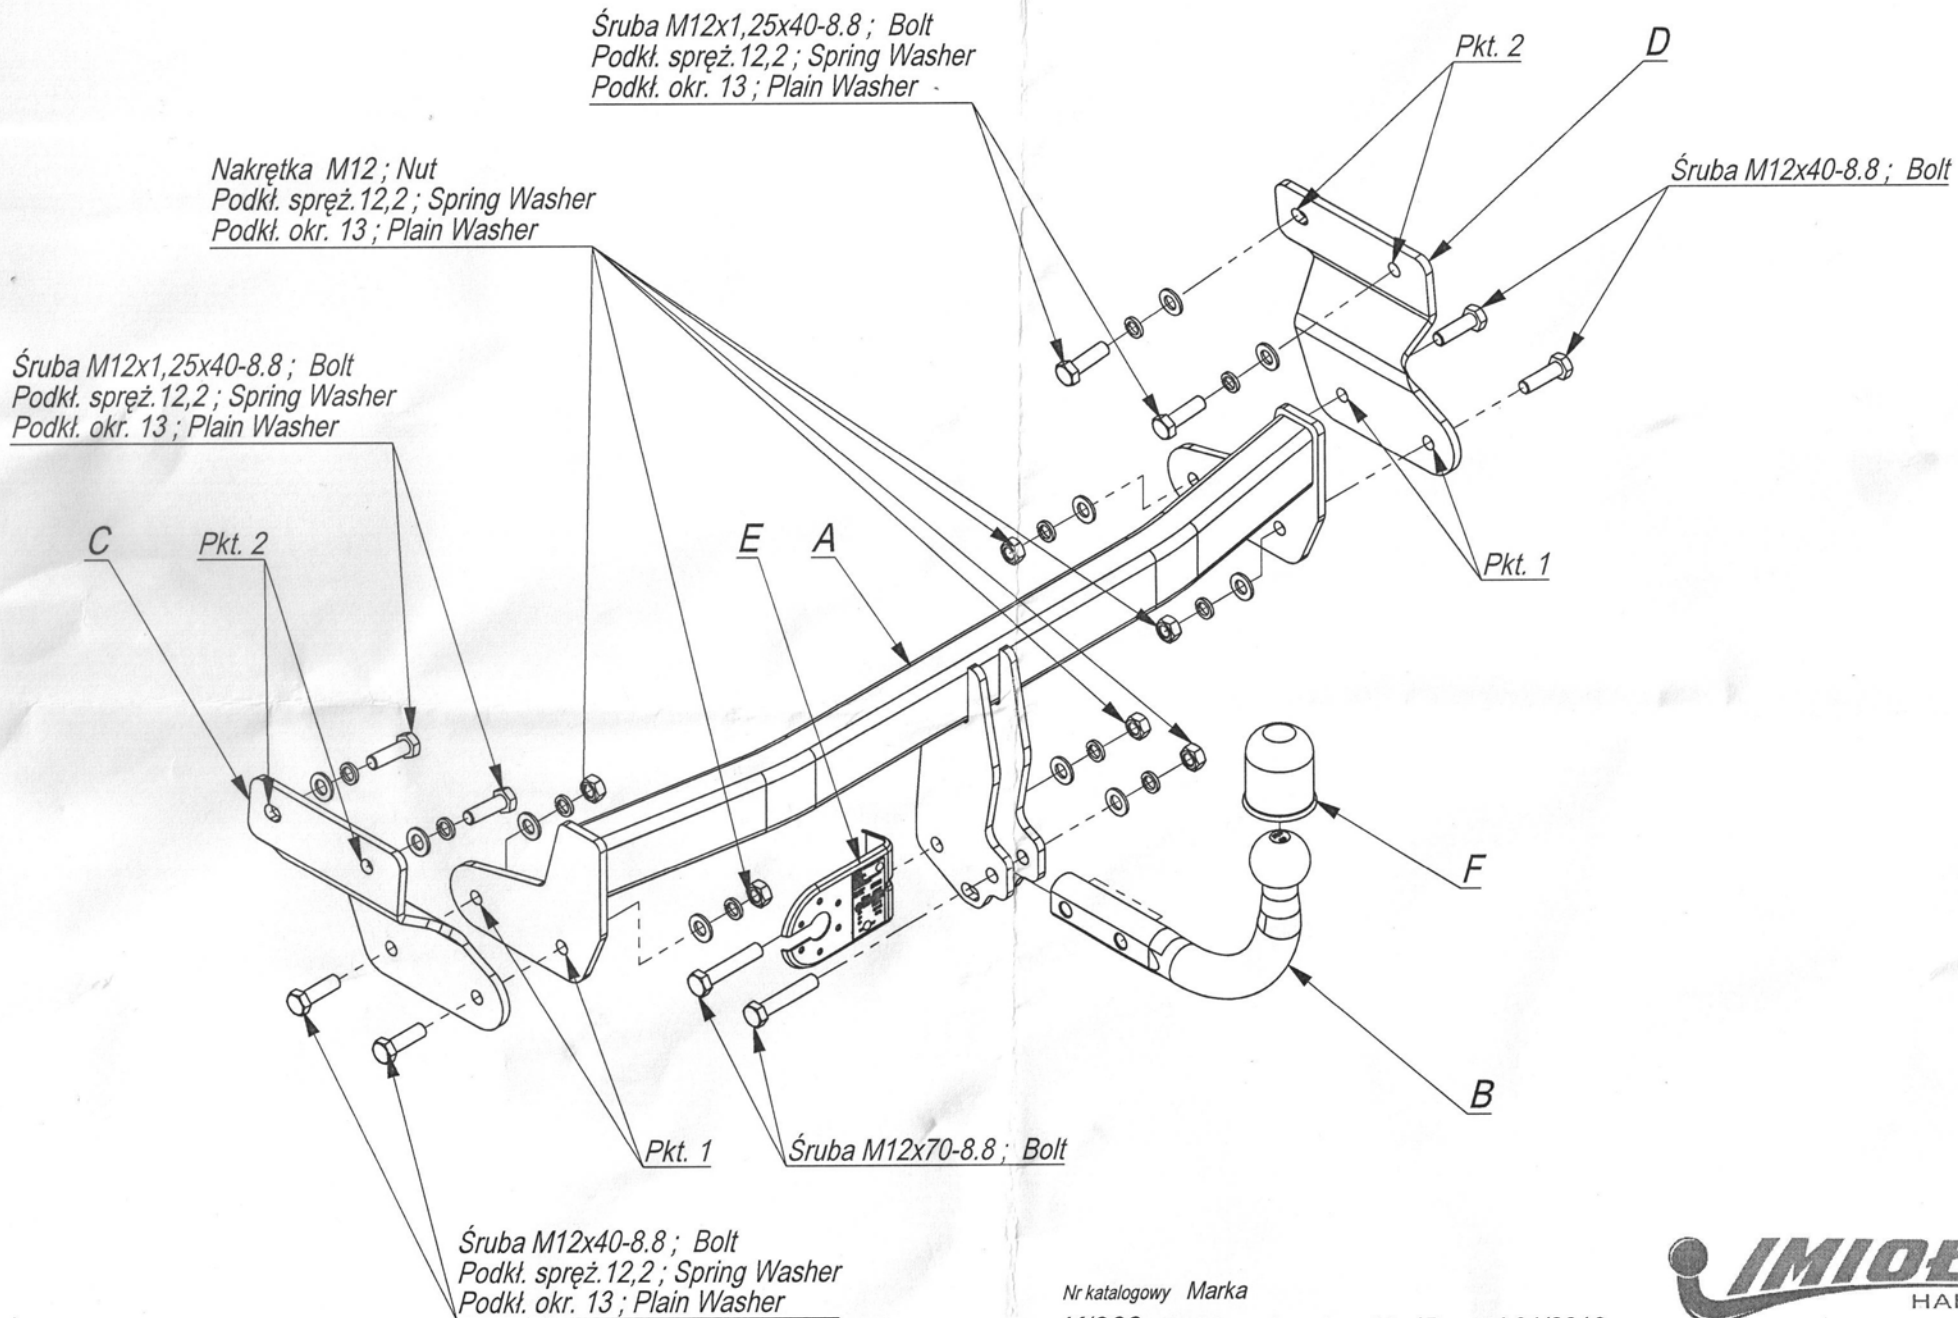 Śruba M12x1,25x40-8.8 ; Bolt
Podkł. spręż.12,2 ; Spring Washer
Podkł. okr. 13 ; Plain Washer
Pkt. 2
D
Nakrętka M12 ; Nut
Podkł. spręż.12,2 ; Spring Washer
Podkł. okr. 13 ; Plain Washer
Śruba M12x40-8.8 ; Bolt
Śruba M12x1,25x40-8.8 ; Bolt
Podkł. spręż.12,2 ; Spring Washer
Podkł. okr. 13 ; Plain Washer
C
Pkt. 2
E
A
Pkt. 1
F
B
Pkt. 1
Śruba M12x70-8.8 ; Bolt
Śruba M12x40-8.8 ; Bolt
Podkł. spręż.12,2 ; Spring Washer
Podkł. okr. 13 ; Plain Washer
Nr katalogowy Marka